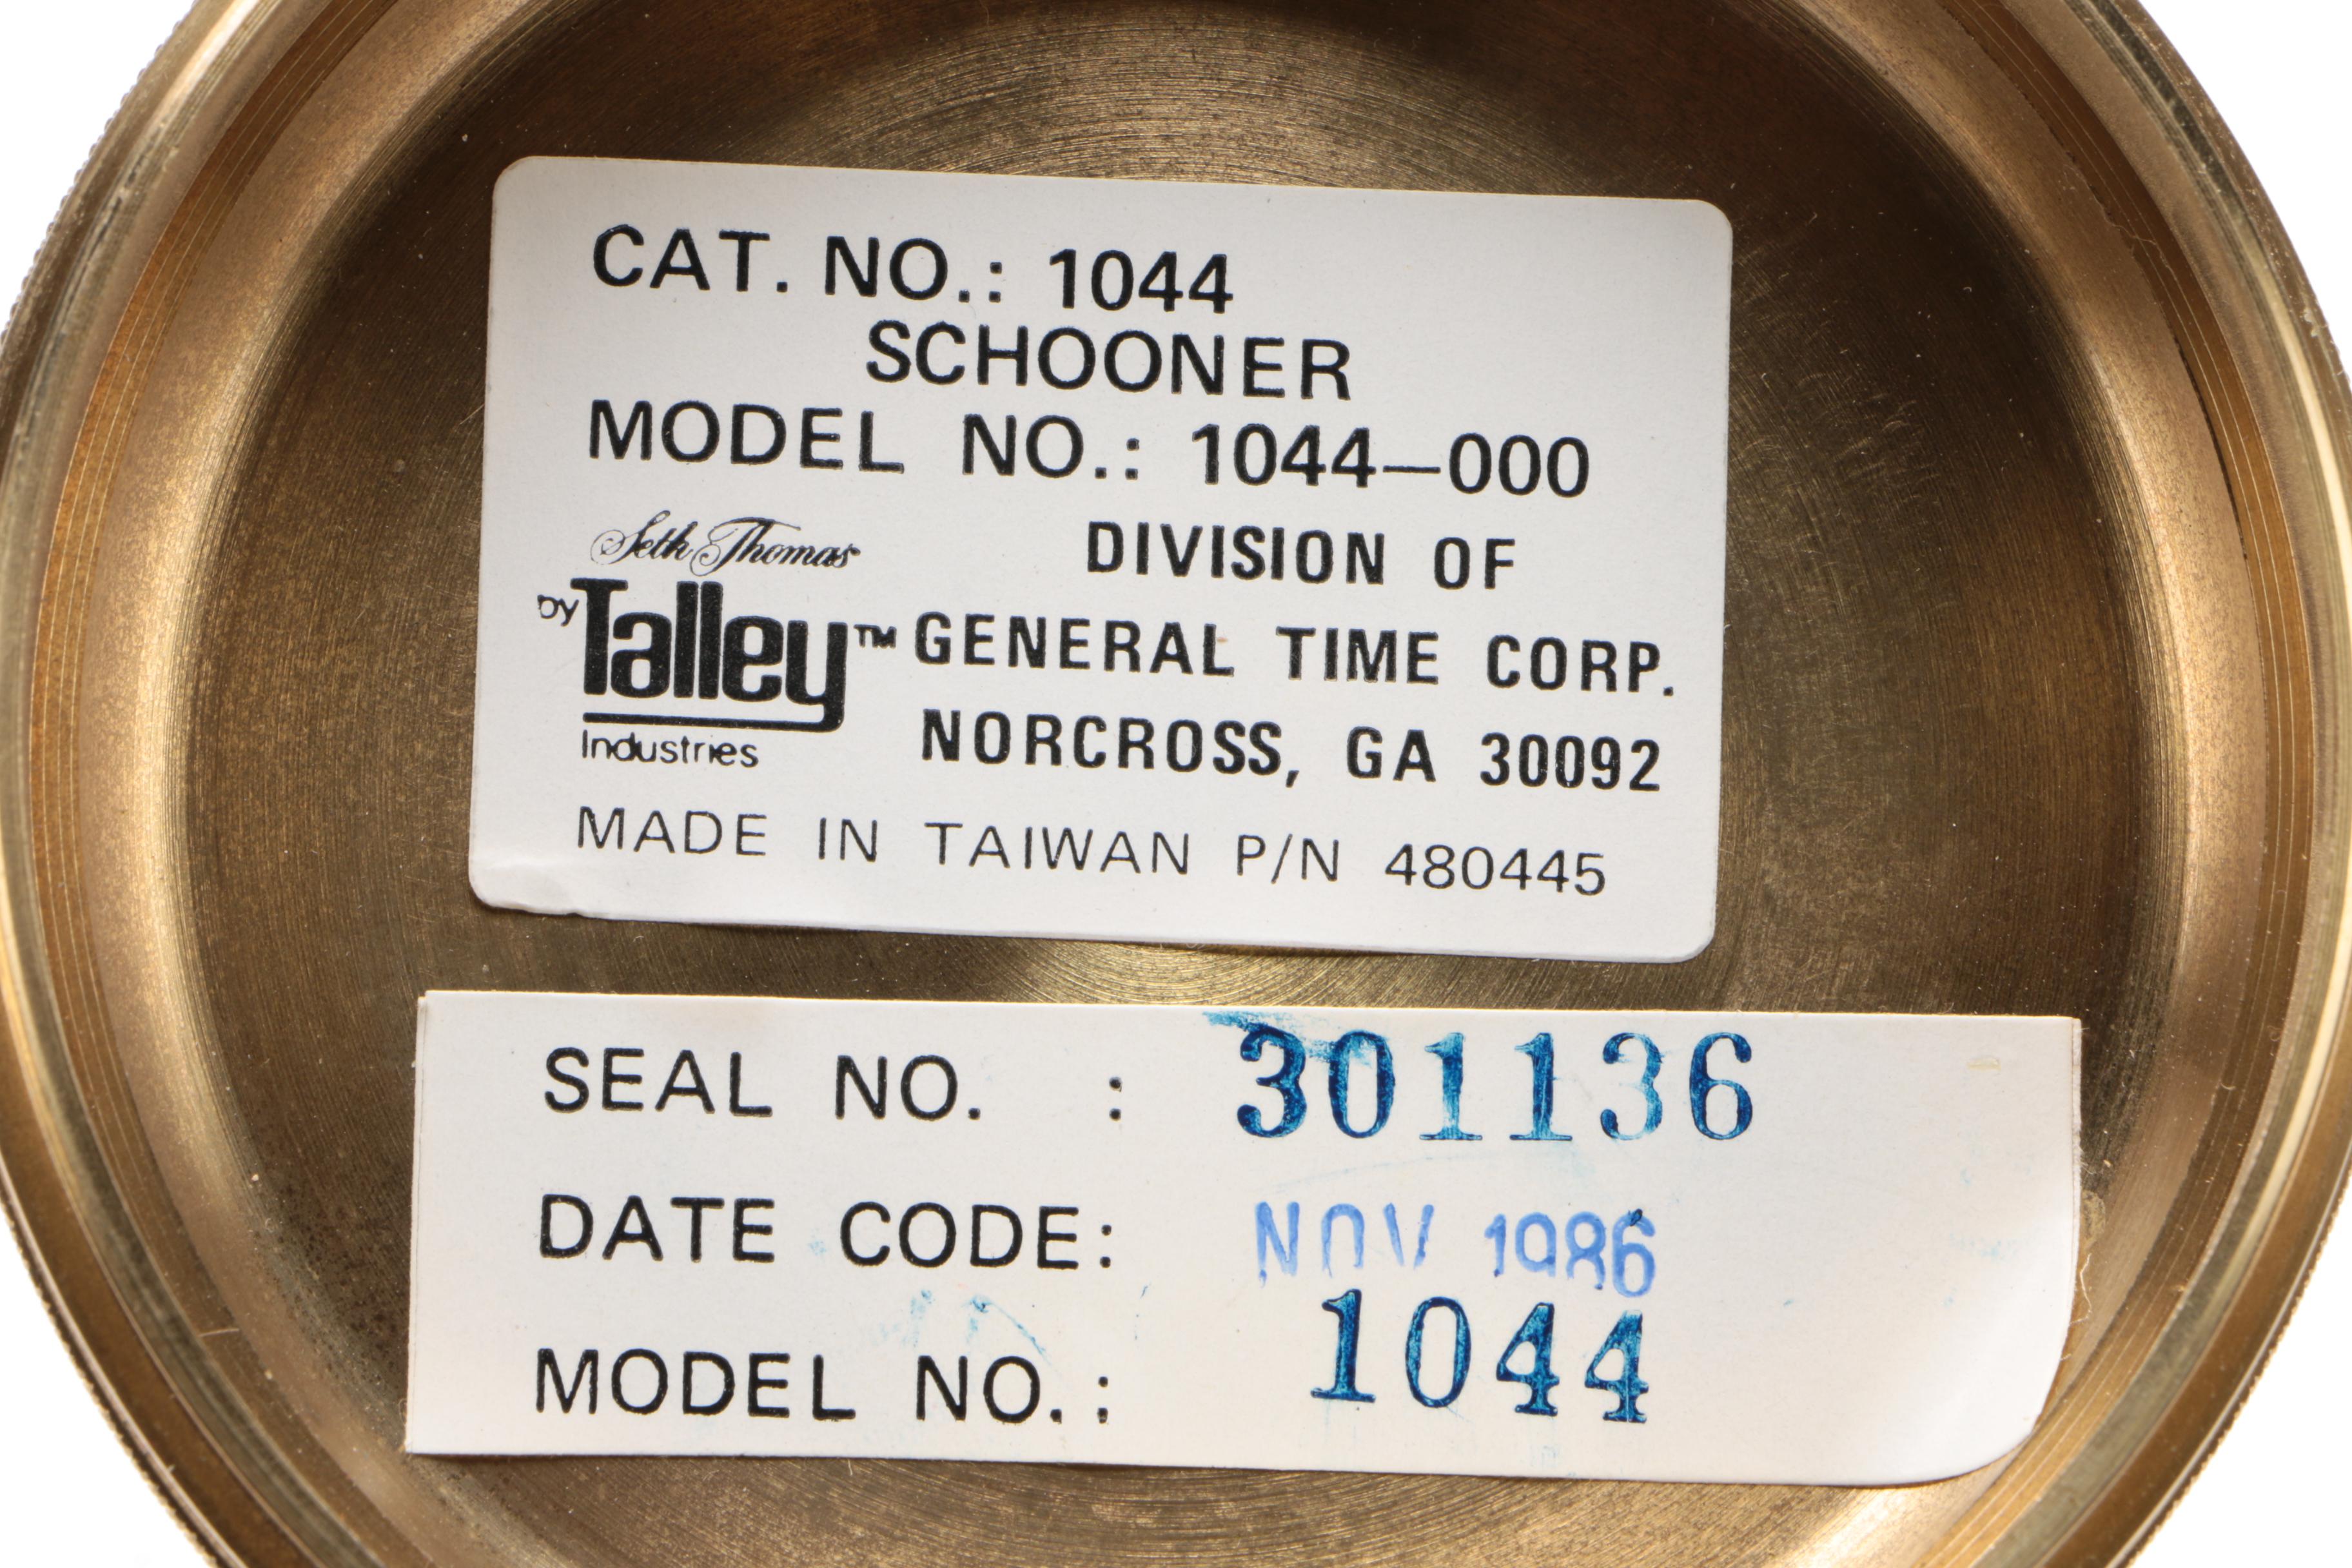 CAT. NO.: 1044
SCHOONER
MODEL NO.: 1044–000
Seth Thomas
by Talley™
Industries
DIVISION OF
GENERAL TIME CORP.
NORCROSS, GA 30092
MADE IN TAIWAN P/N 480445
SEAL NO. : 301136
DATE CODE: NOV 1986
MODEL NO.: 1044